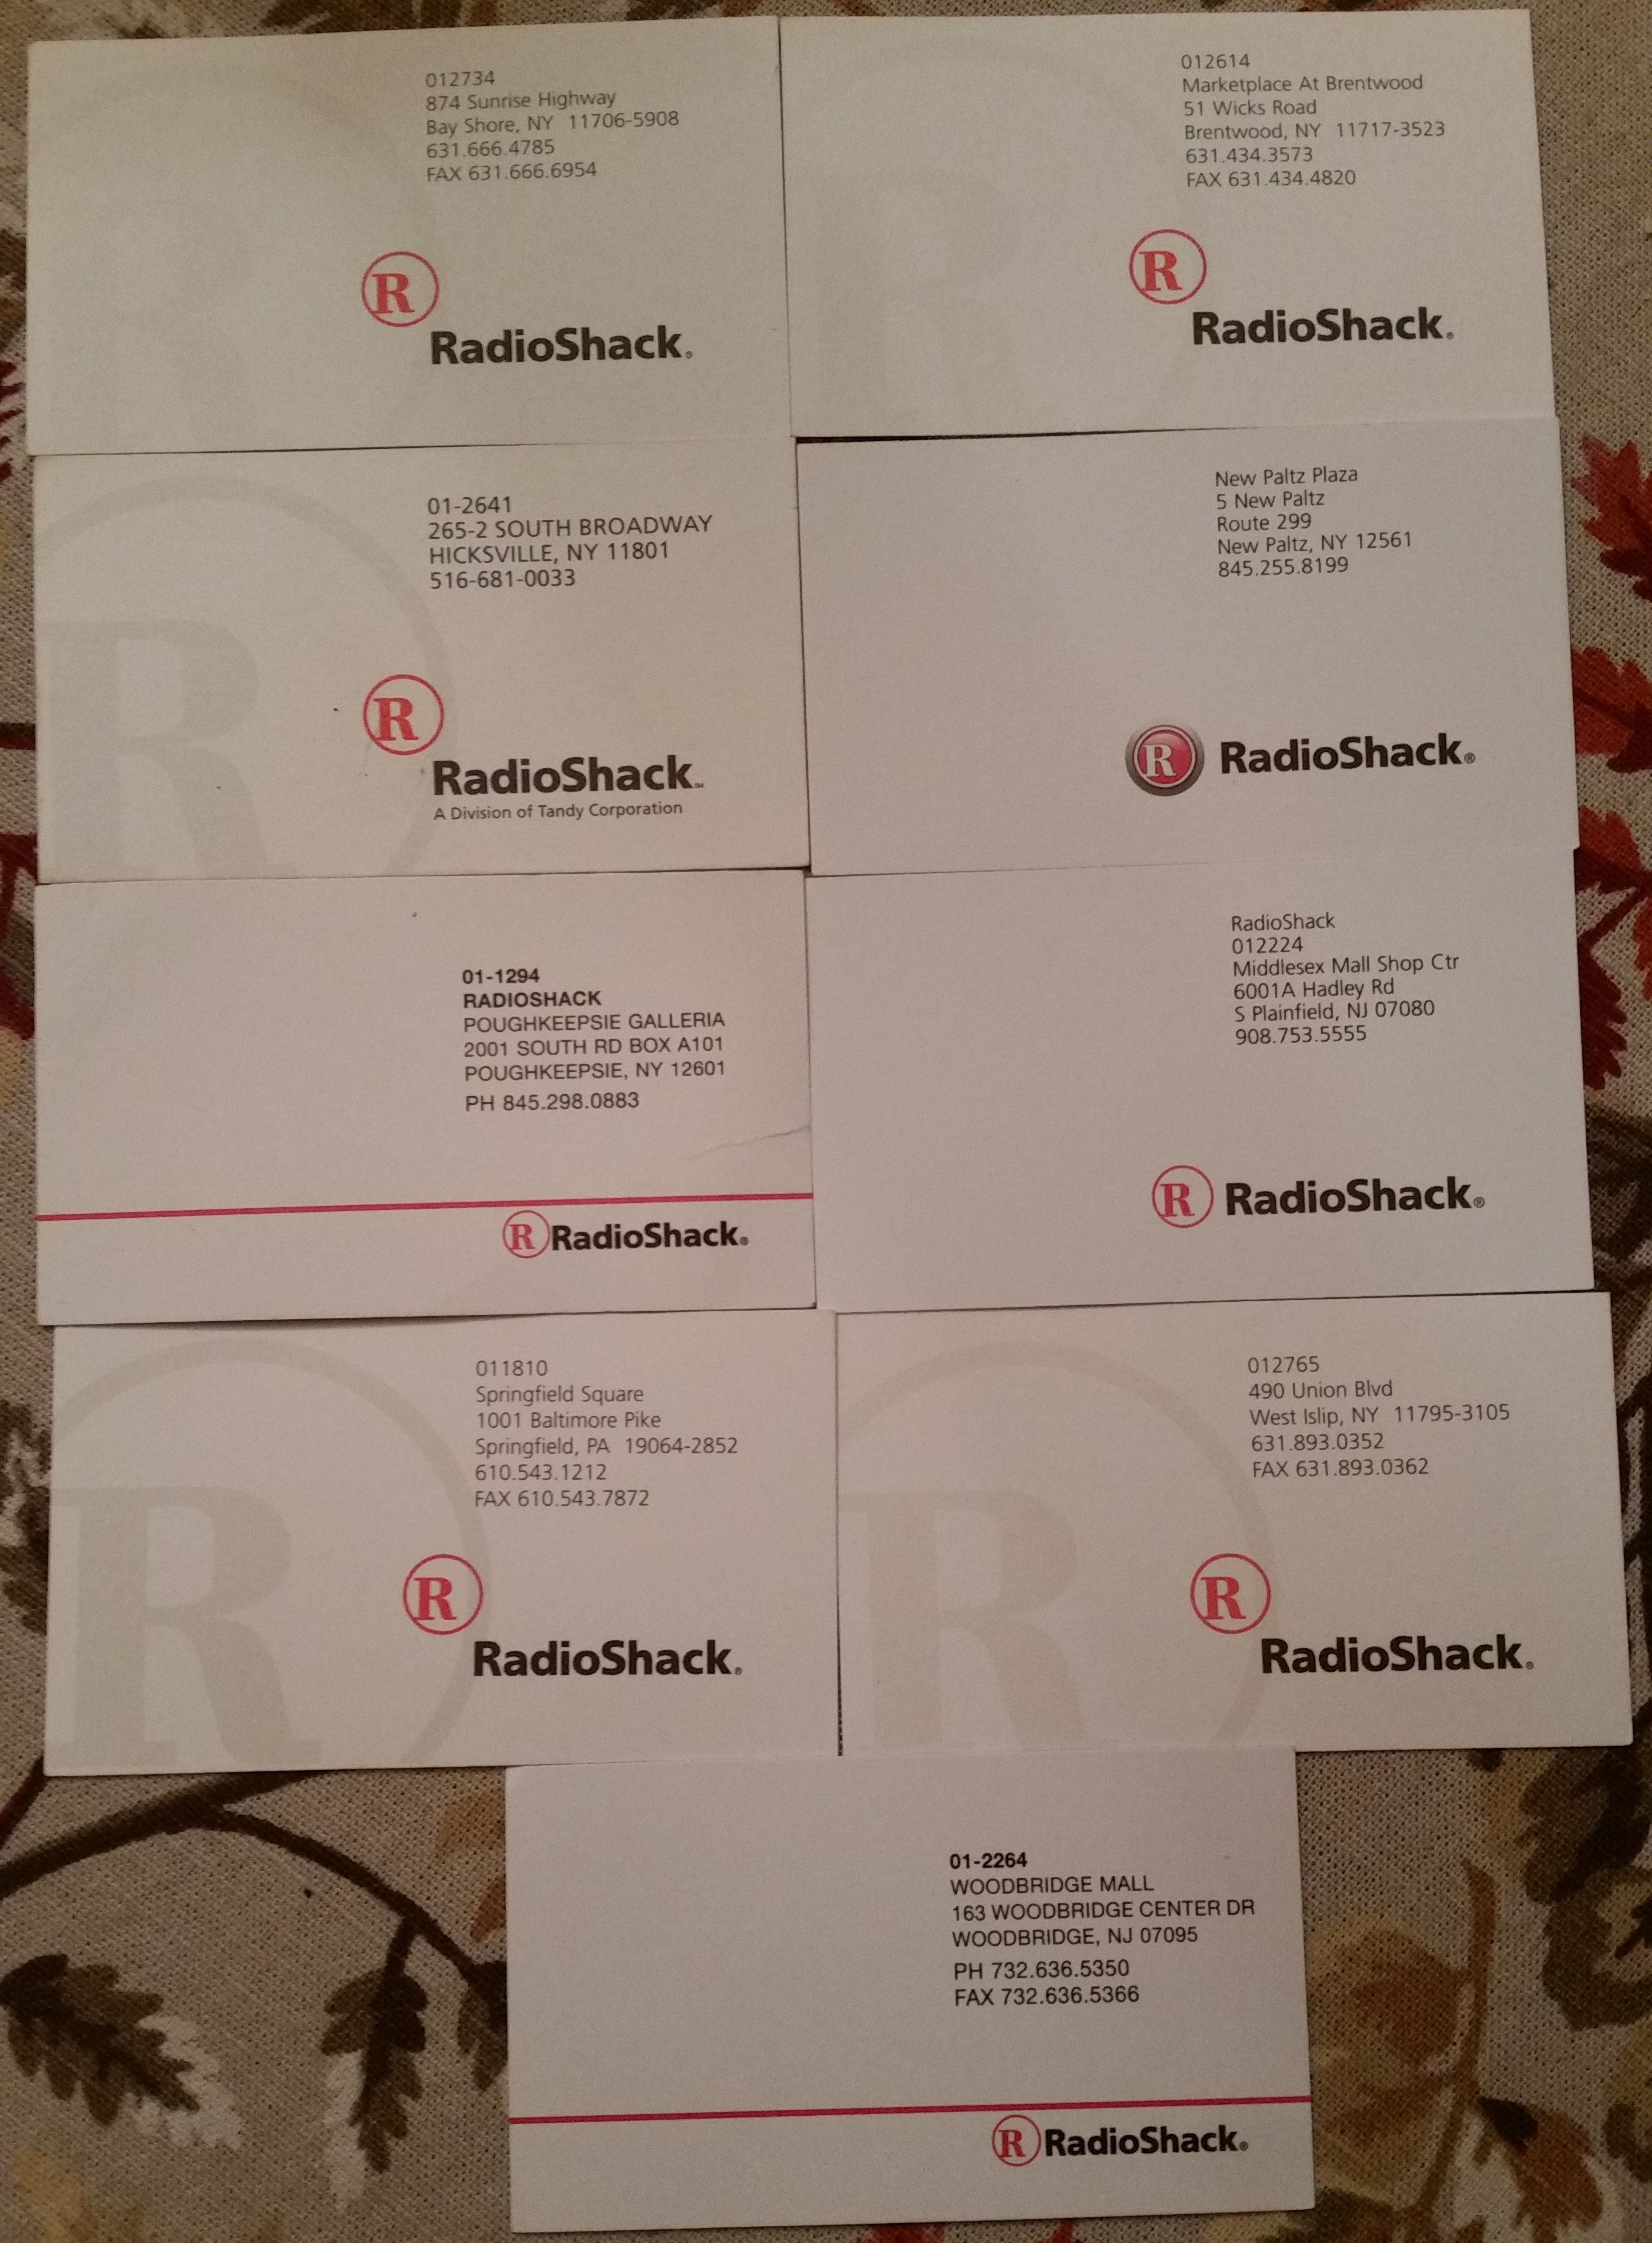 012734
874 Sunrise Highway
Bay Shore, NY 11706-5908
631.666.4785
FAX 631.666.6954
R
RadioShack®
012614
Marketplace At Brentwood
51 Wicks Road
Brentwood, NY 11717-3523
631.434.3573
FAX 631.434.4820
R
RadioShack®
01-2641
265-2 SOUTH BROADWAY
HICKSVILLE, NY 11801
516-681-0033
R
RadioShack℠
A Division of Tandy Corporation
New Paltz Plaza
5 New Paltz
Route 299
New Paltz, NY 12561
845.255.8199
R RadioShack®
01-1294
RADIOSHACK
POUGHKEEPSIE GALLERIA
2001 SOUTH RD BOX A101
POUGHKEEPSIE, NY 12601
PH 845.298.0883
R RadioShack®
RadioShack
012224
Middlesex Mall Shop Ctr
6001A Hadley Rd
S Plainfield, NJ 07080
908.753.5555
R RadioShack®
011810
Springfield Square
1001 Baltimore Pike
Springfield, PA 19064-2852
610.543.1212
FAX 610.543.7872
R
RadioShack®
012765
490 Union Blvd
West Islip, NY 11795-3105
631.893.0352
FAX 631.893.0362
R
RadioShack®
01-2264
WOODBRIDGE MALL
163 WOODBRIDGE CENTER DR
WOODBRIDGE, NJ 07095
PH 732.636.5350
FAX 732.636.5366
R RadioShack®